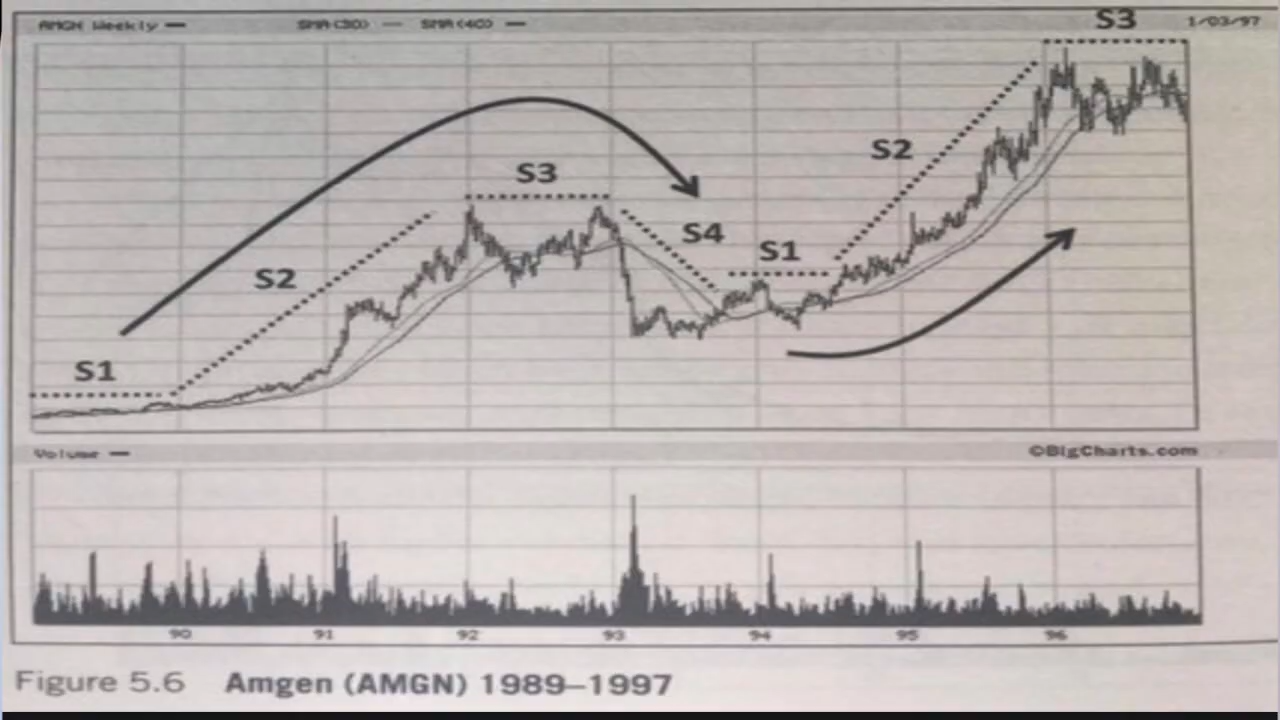 AMGN Weekly SMA(30) SMA(40)
1/03/97
S3
S2
S3
S4
S1
S2
S1
Volume
©BigCharts.com
90 91 92 93 94 95 96
Figure 5.6 Amgen (AMGN) 1989–1997